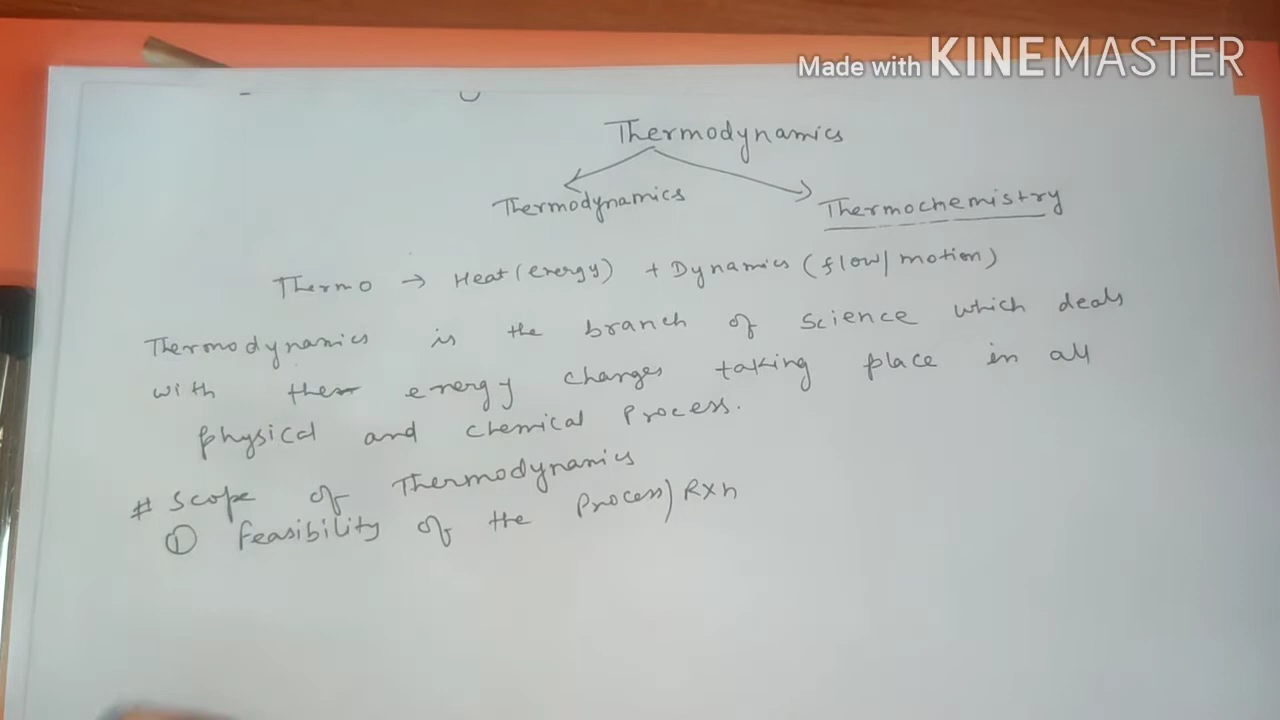 Made with KINEMASTER
Thermodynamics
Thermodynamics Thermochemistry
Thermo → Heat (energy) + Dynamics (flow/motion)
Thermodynamics is the branch of science which deals
with the energy changes taking place in all
physical and chemical process.
# Scope of Thermodynamics
① Feasibility of the Process/Rxn